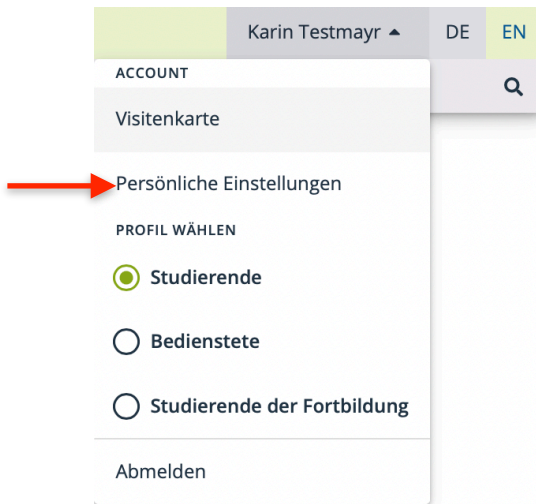 Karin Testmayr DE EN
ACCOUNT
Visitenkarte
Persönliche Einstellungen
PROFIL WÄHLEN
Studierende
Bedienstete
Studierende der Fortbildung
Abmelden